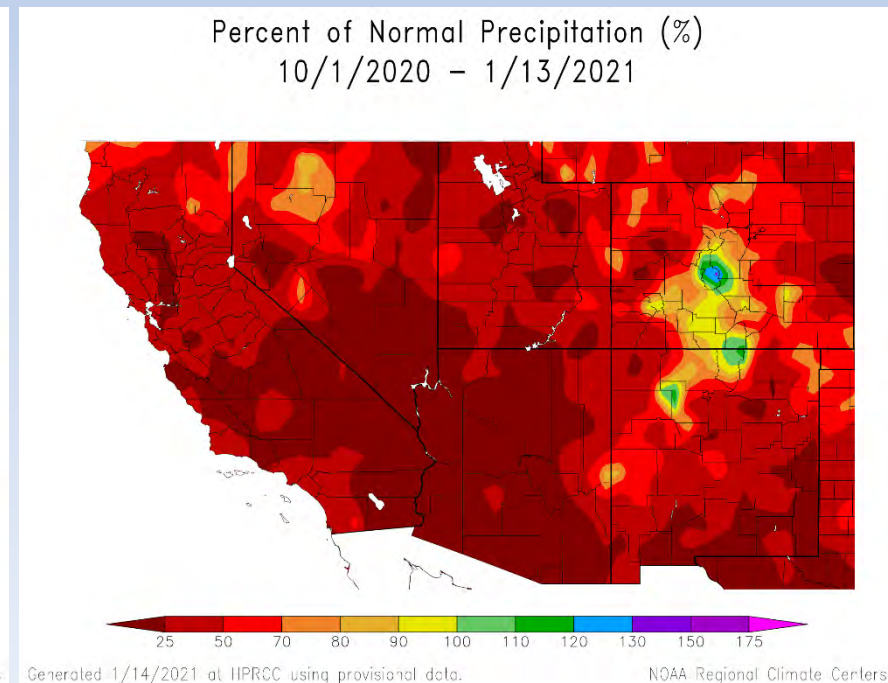 Percent of Normal Precipitation (%)
10/1/2020 – 1/13/2021
25 50 70 80 90 100 110 120 130 150 175
Generated 1/14/2021 at HPRCC using provisional data.
NOAA Regional Climate Centers